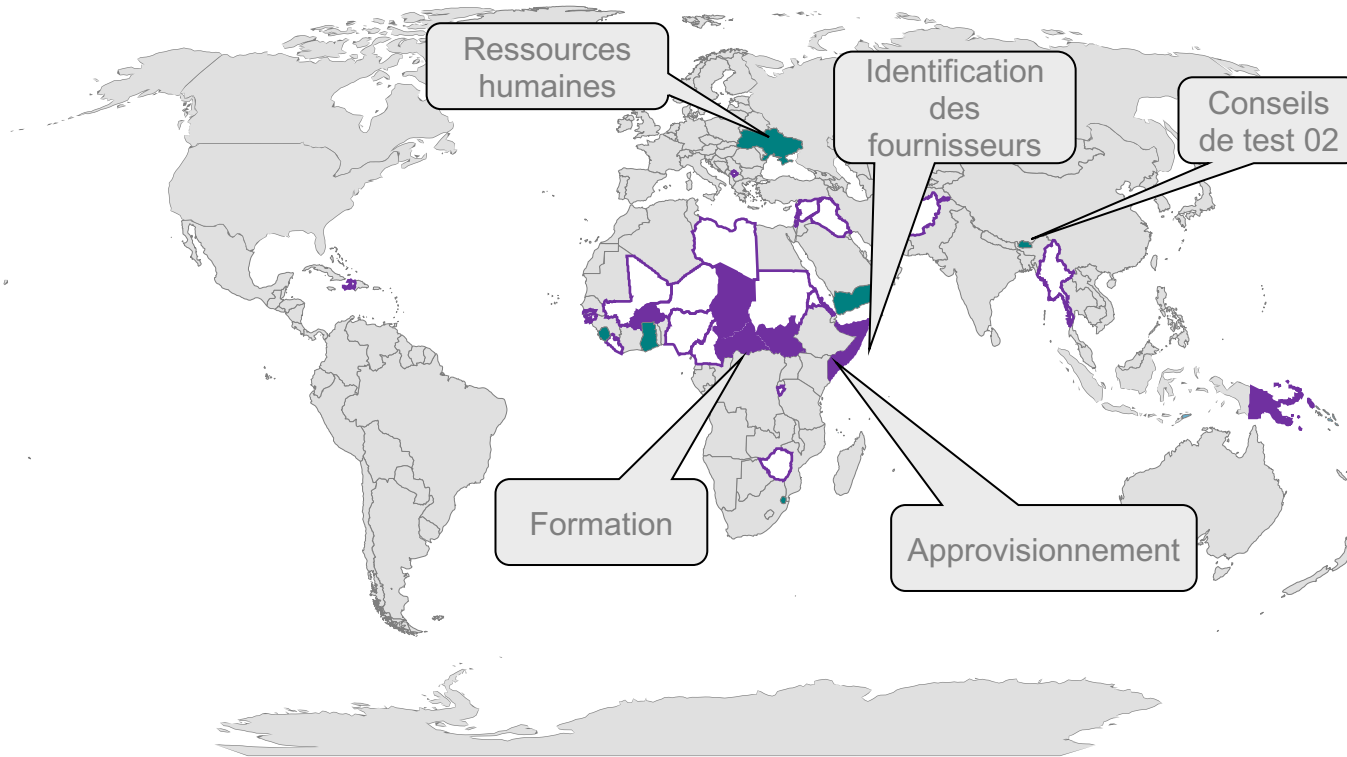 Ressources
humaines
Identification
des
fournisseurs
Conseils
de test 02
Formation
Approvisionnement